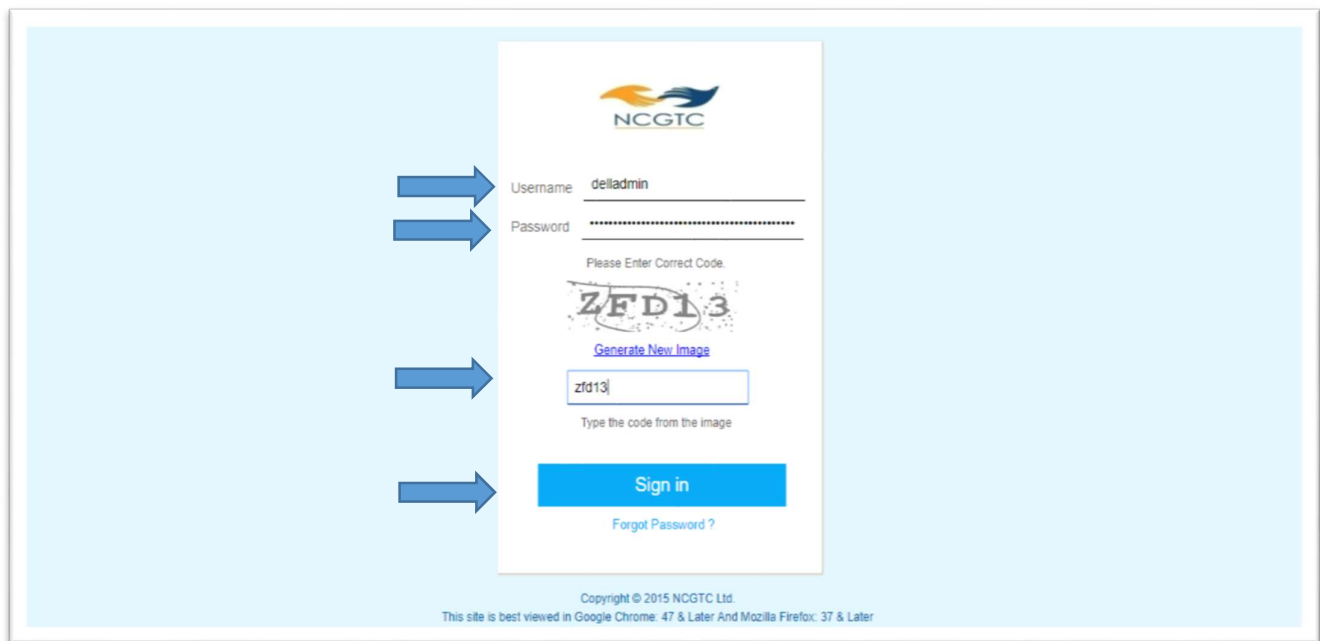 NCGTC
Username delladmin
Password ••••••••••••••••••••••••••••••••••••••••••••••
Please Enter Correct Code.
ZFD13
Generate New Image
zfd13
Type the code from the image
Sign in
Forgot Password ?
Copyright © 2015 NCGTC Ltd.
This site is best viewed in Google Chrome: 47 & Later And Mozilla Firefox: 37 & Later